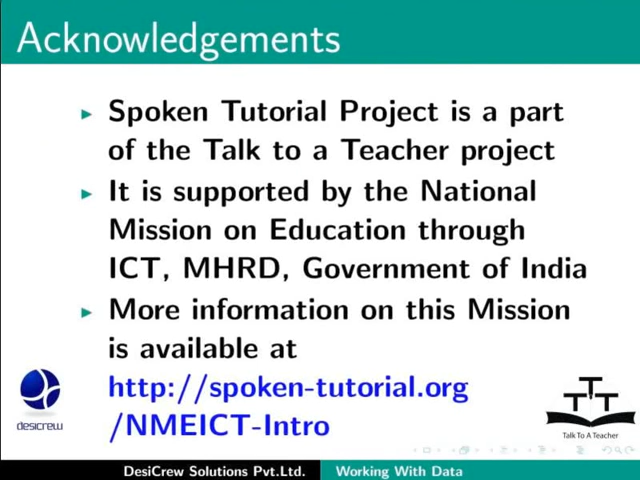 Acknowledgements
Spoken Tutorial Project is a part
of the Talk to a Teacher project
It is supported by the National
Mission on Education through
ICT, MHRD, Government of India
More information on this Mission
is available at
http://spoken-tutorial.org
/NMEICT-Intro
desicrew
TTT
Talk To A Teacher
DesiCrew Solutions Pvt.Ltd.
Working With Data